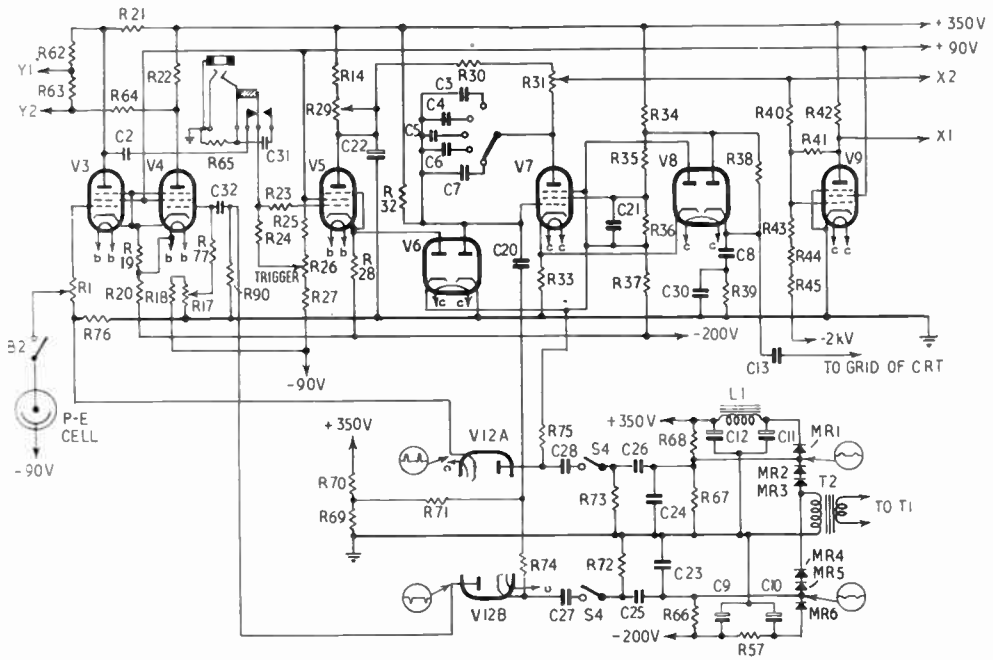 R21
+ 350V
+ 90V
R62
Y1
R63
Y2
R64
R22
R65
C31
C2
R14
R29
C22
R30
C3
C4
C5
C6
C7
R31
X2
R34
R40
R42
R41
X1
V3
V4
C32
V5
R23
R25
R24
R 32
V6
V7
C20
R35
C21
R36
V8
R38
V9
b b
b b
b b
c c
c c
c c
c c
R 19
R 77
R1
R20
R18
R17
R90
TRIGGER
R26
R27
R 28
R33
R37
C8
C30
R39
R43
R44
R45
R76
-200V
-2kV
C13
TO GRID OF CRT
-90V
B2
P-E CELL
-90V
+ 350V
V12A
R70
R71
R69
R75
C28
S4
C26
R73
C24
+350V
R68
R67
L1
C12
C11
MR1
MR2
MR3
T2
TO T1
R74
R72
C23
V12B
C27
S4
C25
R66
C9
C10
MR4
MR5
MR6
-200V
R57